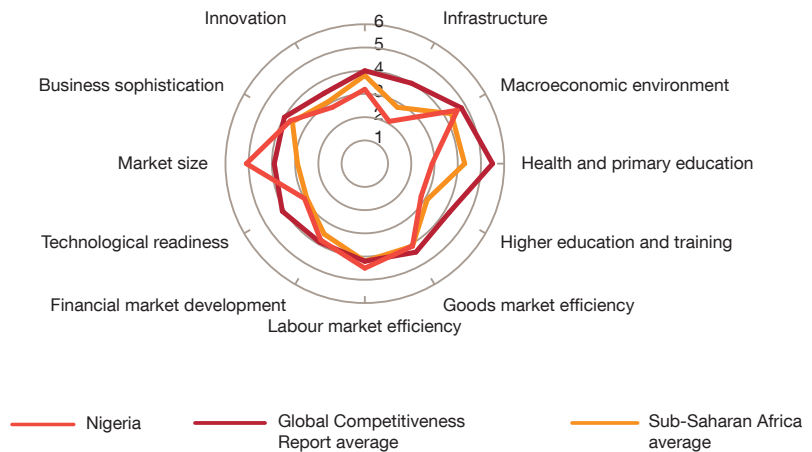 6
Innovation
Infrastructure
5
4
Business sophistication
3
Macroeconomic environment
2
1
Market size
Health and primary education
Technological readiness
Higher education and training
Financial market development
Goods market efficiency
Labour market efficiency
Nigeria
Global Competitiveness
Report average
Sub-Saharan Africa
average